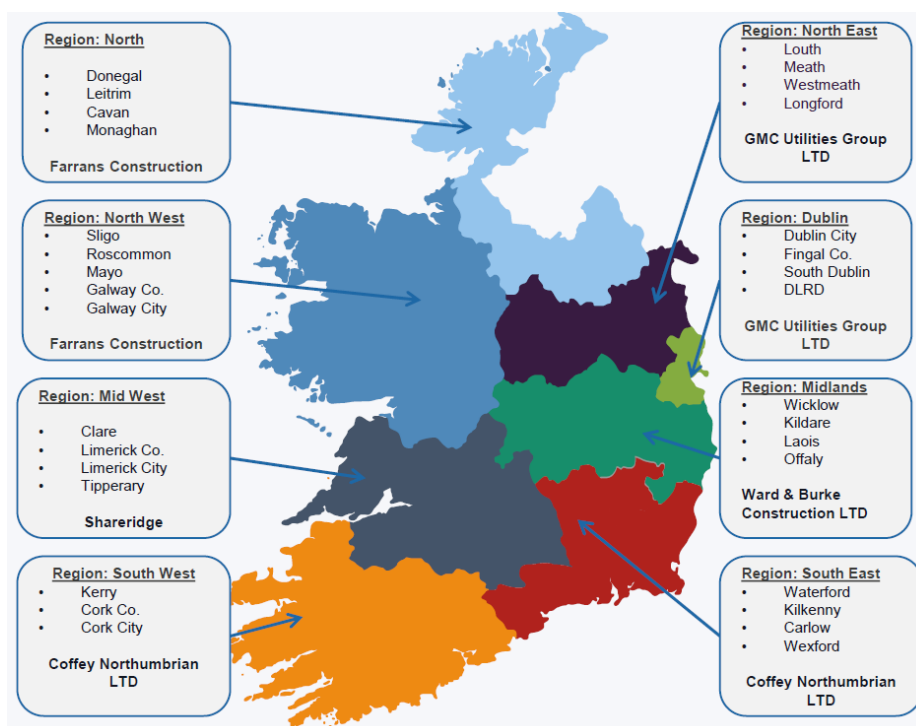 Region: North
• Donegal
• Leitrim
• Cavan
• Monaghan
Farrans Construction
Region: North West
• Sligo
• Roscommon
• Mayo
• Galway Co.
• Galway City
Farrans Construction
Region: Mid West
• Clare
• Limerick Co.
• Limerick City
• Tipperary
Shareridge
Region: South West
• Kerry
• Cork Co.
• Cork City
Coffey Northumbrian
LTD
Region: North East
• Louth
• Meath
• Westmeath
• Longford
GMC Utilities Group
LTD
Region: Dublin
• Dublin City
• Fingal Co.
• South Dublin
• DLRD
GMC Utilities Group
LTD
Region: Midlands
• Wicklow
• Kildare
• Laois
• Offaly
Ward & Burke
Construction LTD
Region: South East
• Waterford
• Kilkenny
• Carlow
• Wexford
Coffey Northumbrian
LTD